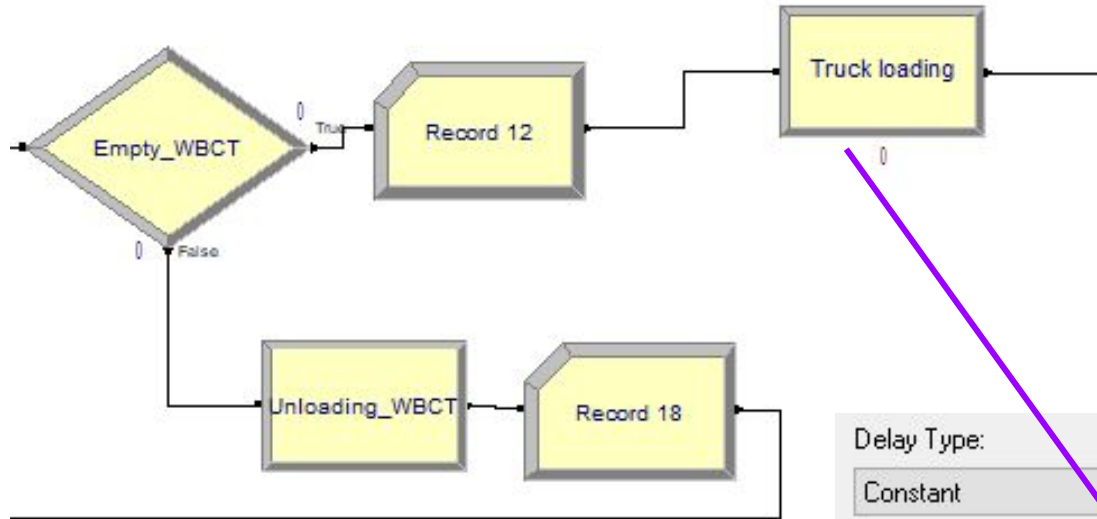 Empty_WBCT
0
True
Record 12
Truck loading
0
0
False
Unloading_WBCT
Record 18
Delay Type:
Constant